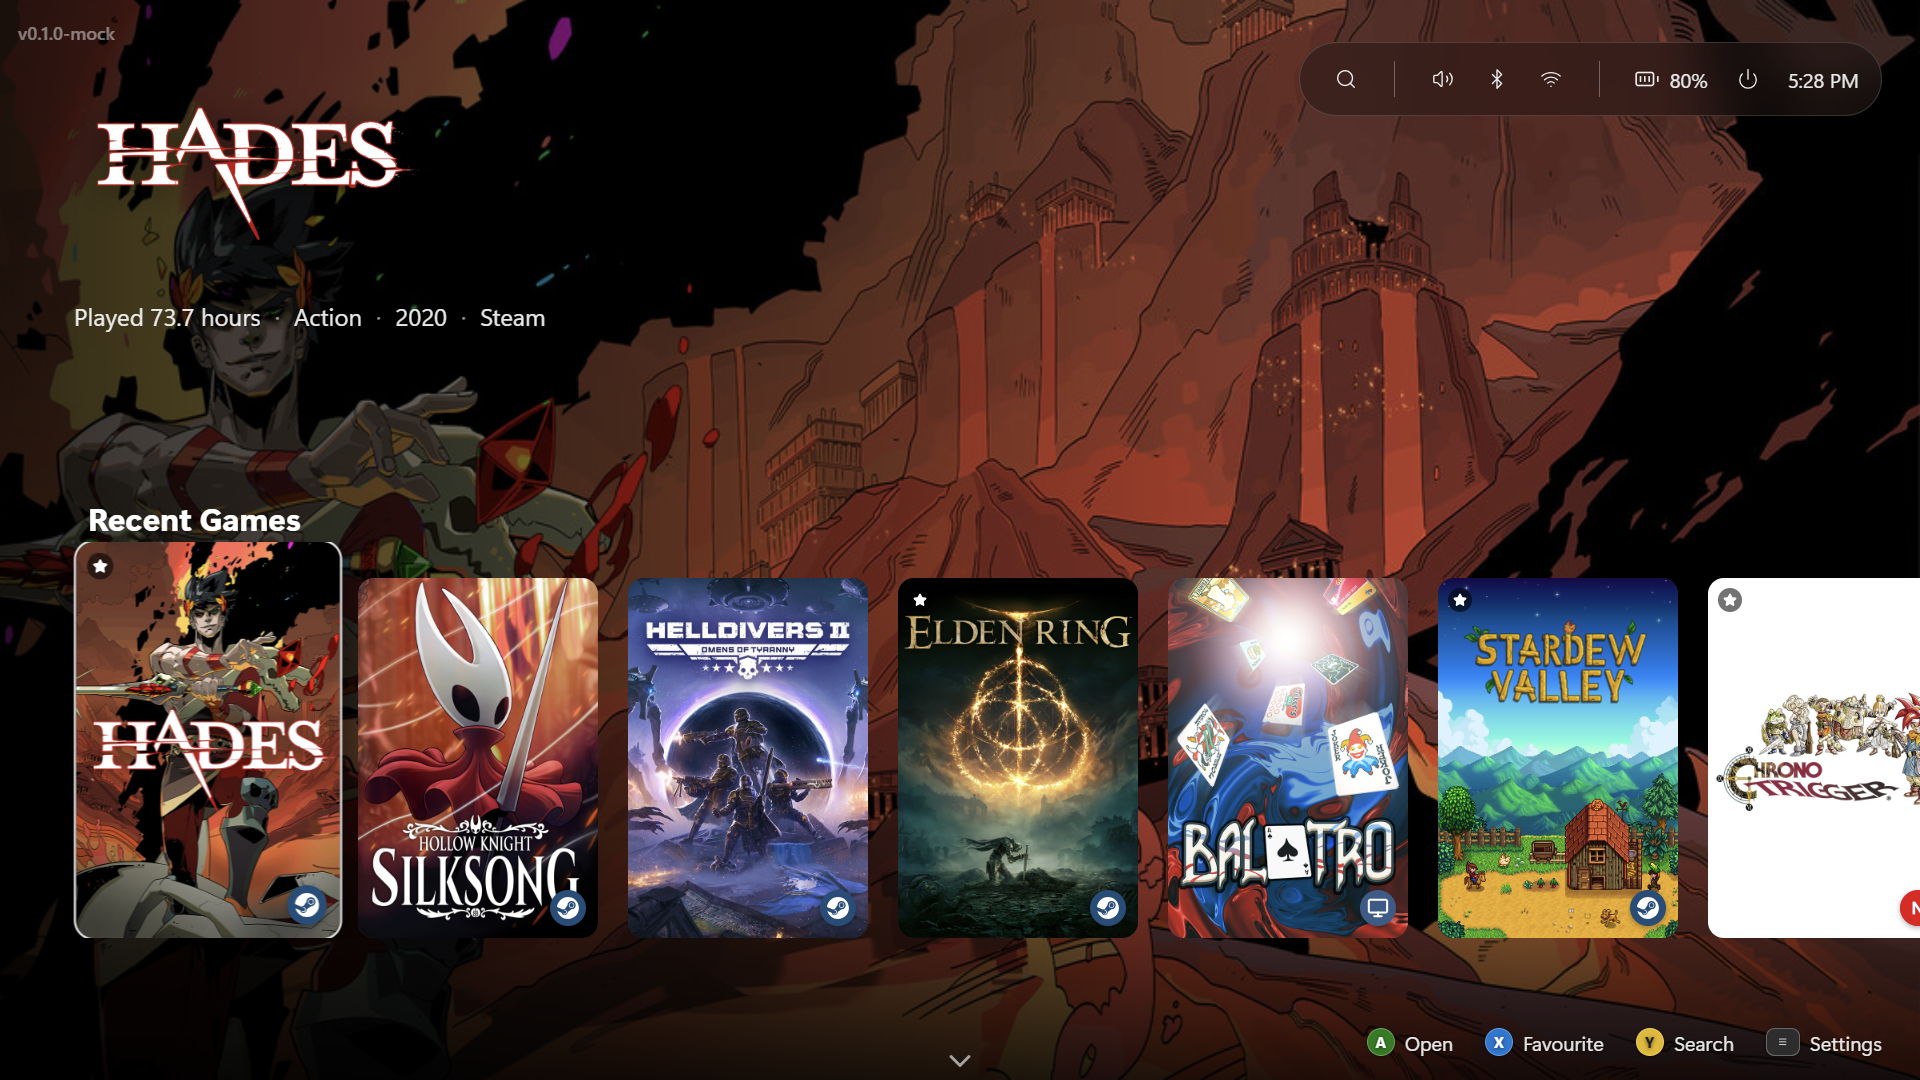 v0.1.0-mock
80%
5:28 PM
HADES
Played 73.7 hours · Action · 2020 · Steam
Recent Games
HADES
HOLLOW KNIGHT
SILKSONG
HELLDIVERS II
OMENS OF TYRANNY
ELDEN RING
JOKER
BALATRO
STARDEW
VALLEY
CHRONO
TRIGGER
N
A Open
X Favourite
Y Search
Settings